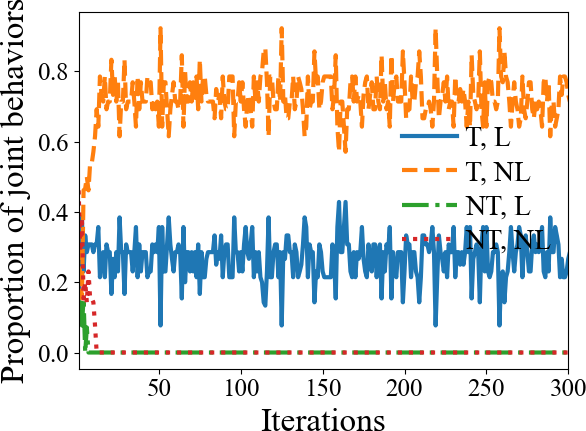 Proportion of joint behaviors
0.8
0.6
0.4
0.2
0.0
T, L
T, NL
NT, L
NT, NL
50 100 150 200 250 300
Iterations